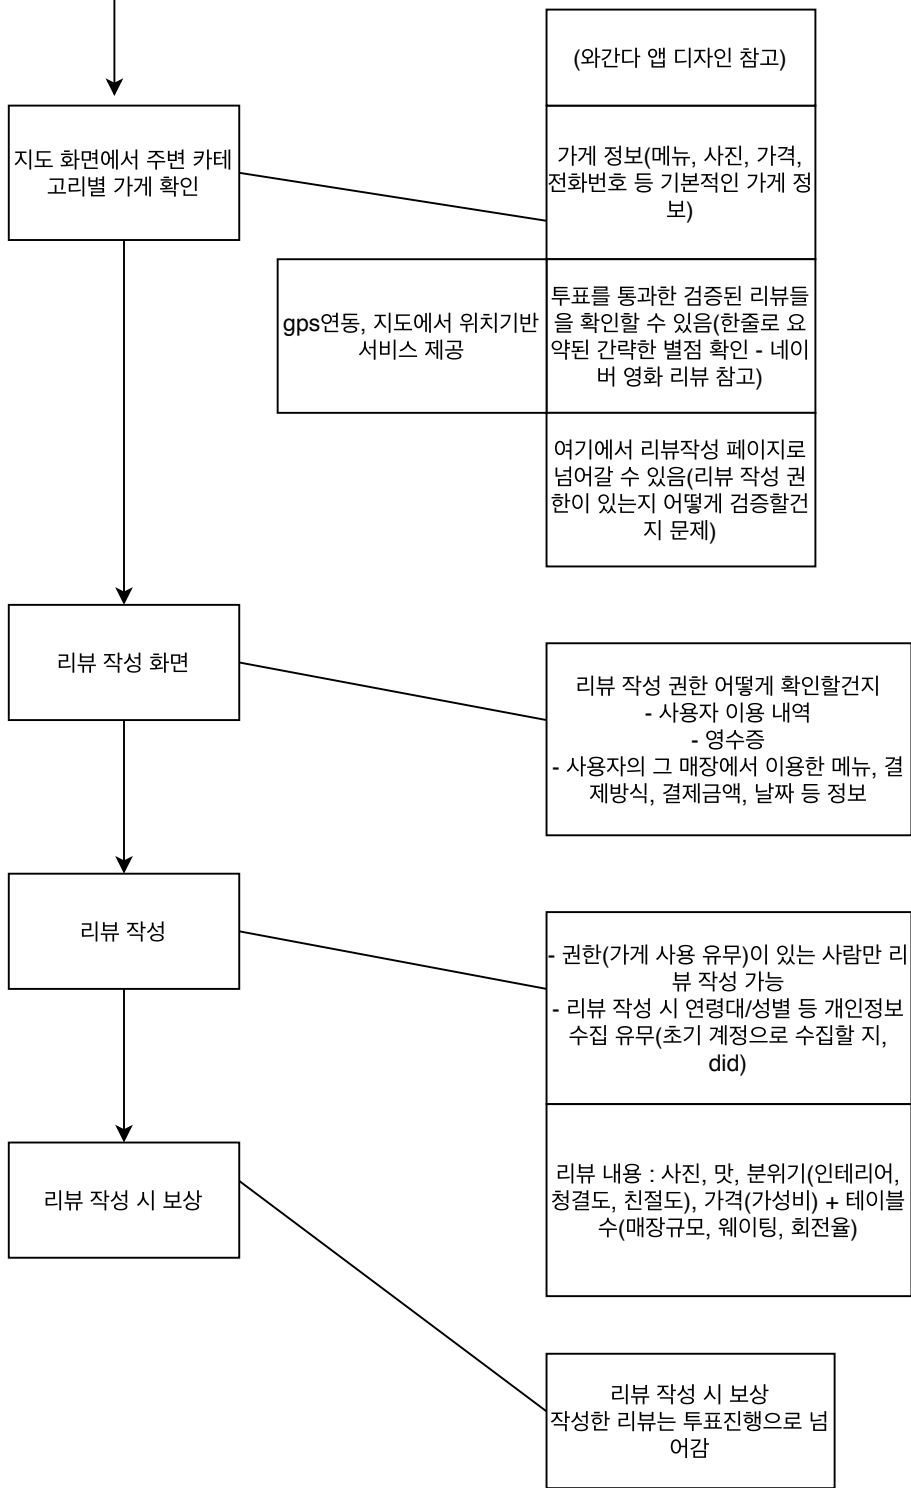 (와간다 앱 디자인 참고)
지도 화면에서 주변 카테
고리별 가게 확인
가게 정보(메뉴, 사진, 가격,
전화번호 등 기본적인 가게 정
보)
gps연동, 지도에서 위치기반
서비스 제공
투표를 통과한 검증된 리뷰들
을 확인할 수 있음(한줄로 요
약된 간략한 별점 확인 - 네이
버 영화 리뷰 참고)
여기에서 리뷰작성 페이지로
넘어갈 수 있음(리뷰 작성 권
한이 있는지 어떻게 검증할건
지 문제)
리뷰 작성 화면
리뷰 작성 권한 어떻게 확인할건지
- 사용자 이용 내역
- 영수증
- 사용자의 그 매장에서 이용한 메뉴, 결
제방식, 결제금액, 날짜 등 정보
리뷰 작성
- 권한(가게 사용 유무)이 있는 사람만 리
뷰 작성 가능
- 리뷰 작성 시 연령대/성별 등 개인정보
수집 유무(초기 계정으로 수집할 지,
did)
리뷰 작성 시 보상
리뷰 내용 : 사진, 맛, 분위기(인테리어,
청결도, 친절도), 가격(가성비) + 테이블
수(매장규모, 웨이팅, 회전율)
리뷰 작성 시 보상
작성한 리뷰는 투표진행으로 넘
어감